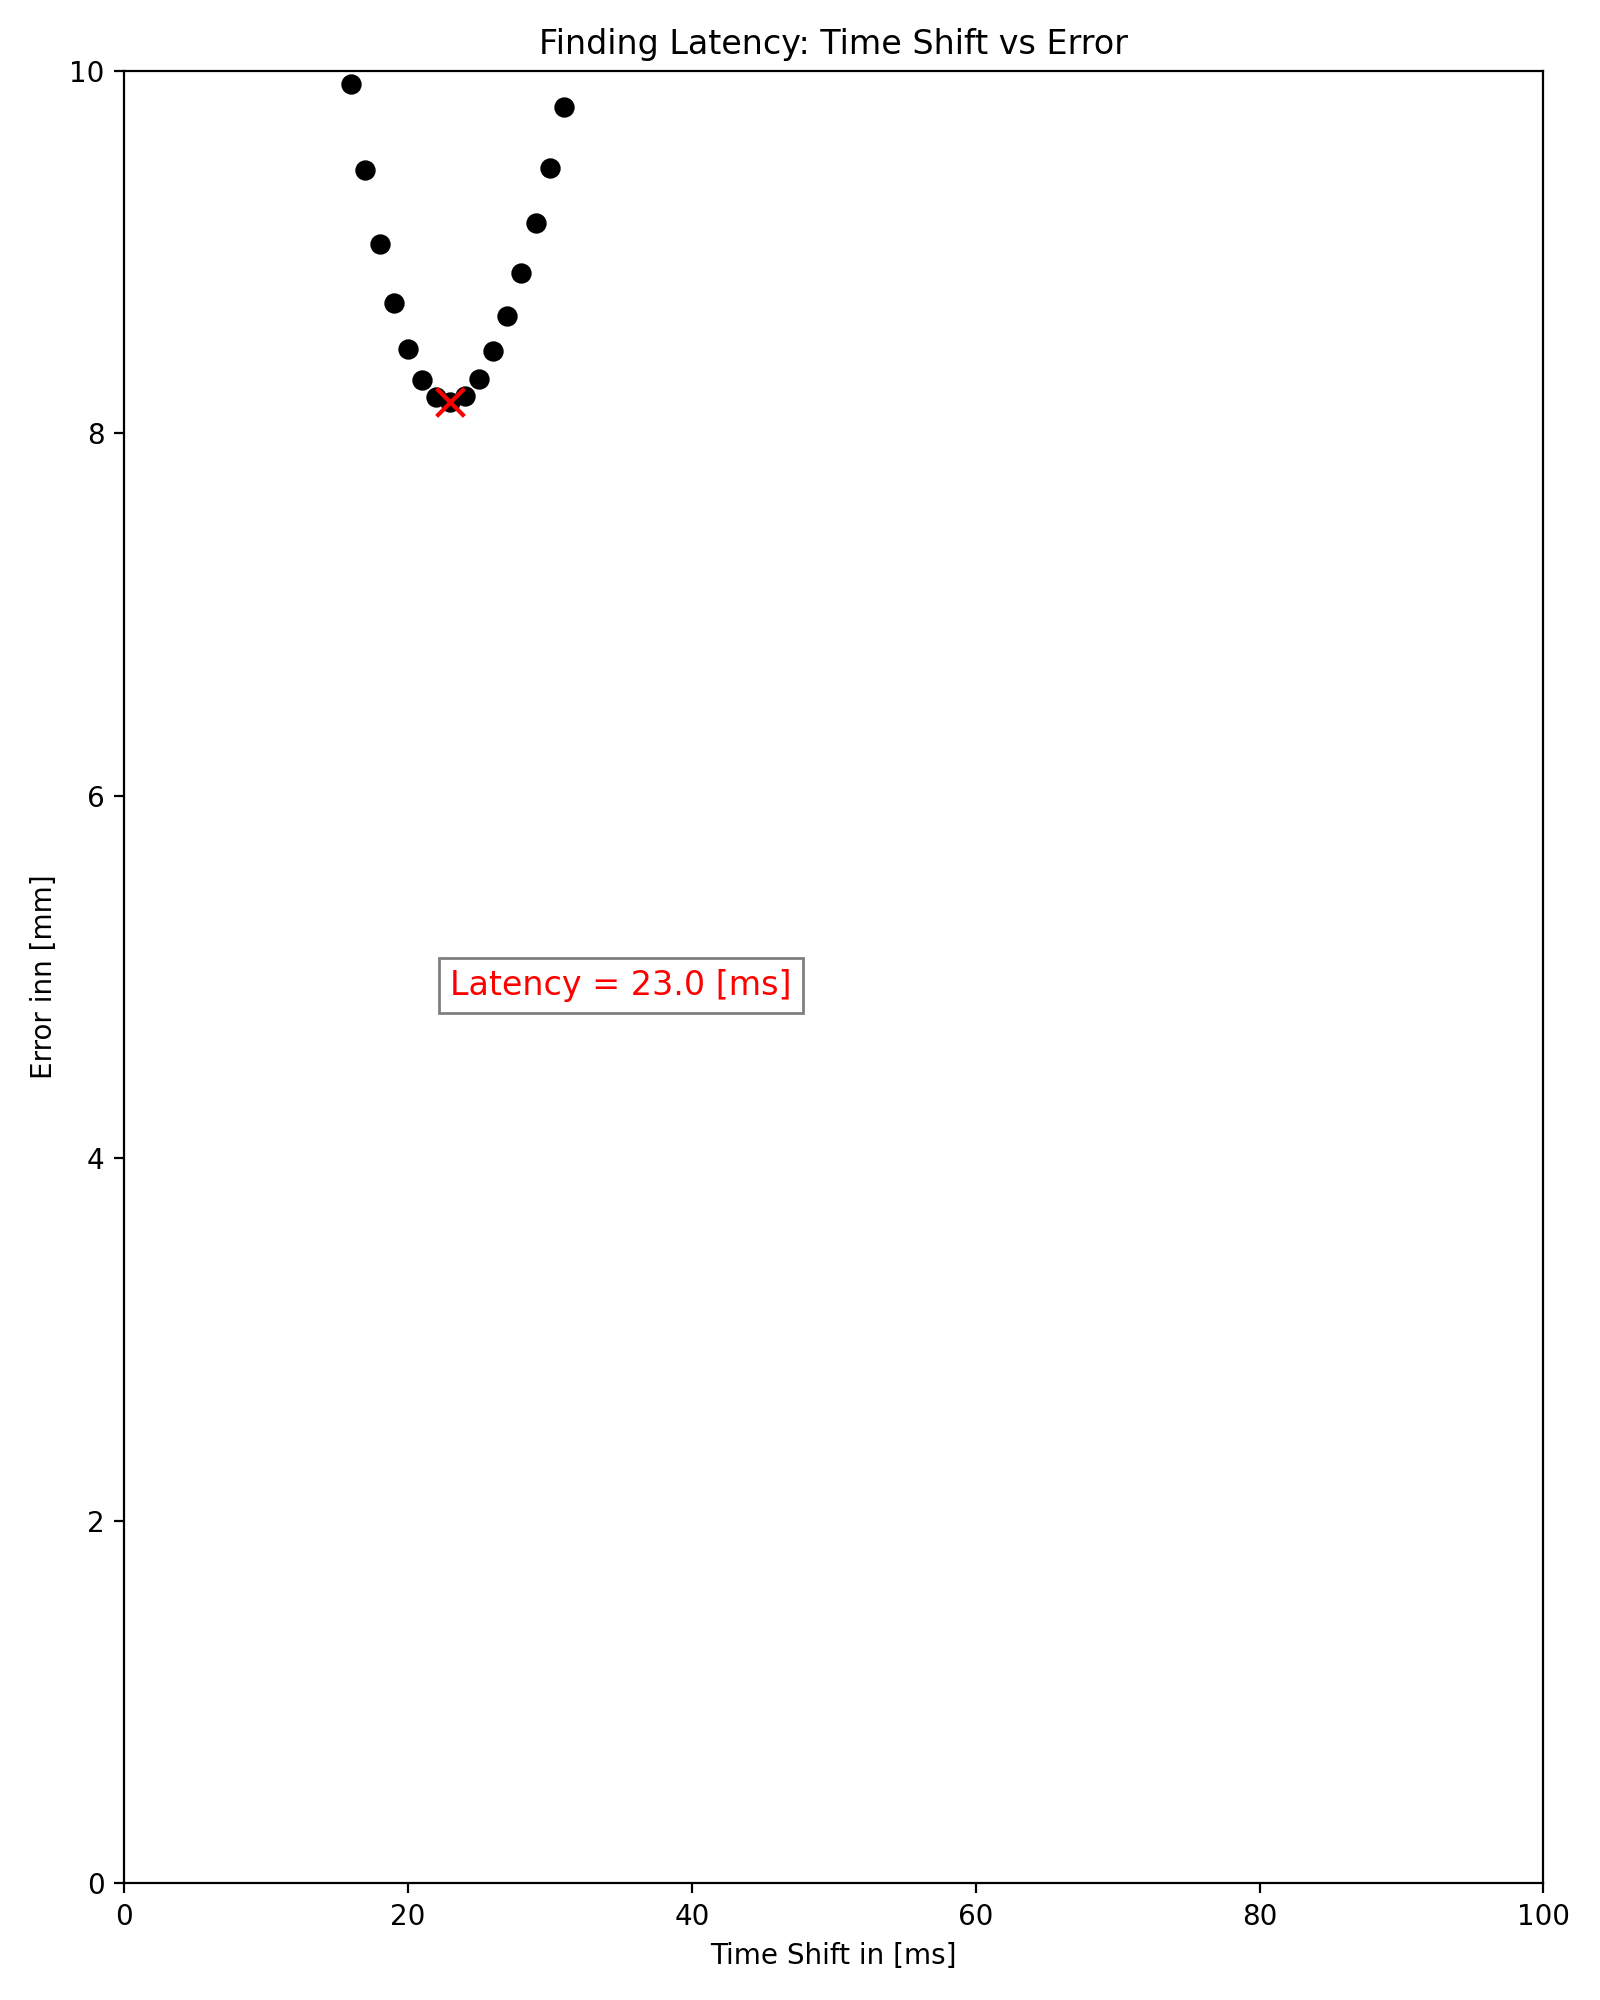 Finding Latency: Time Shift vs Error
10
8
6
4
2
0
Error inn [mm]
Latency = 23.0 [ms]
0 20 40 60 80 100
Time Shift in [ms]